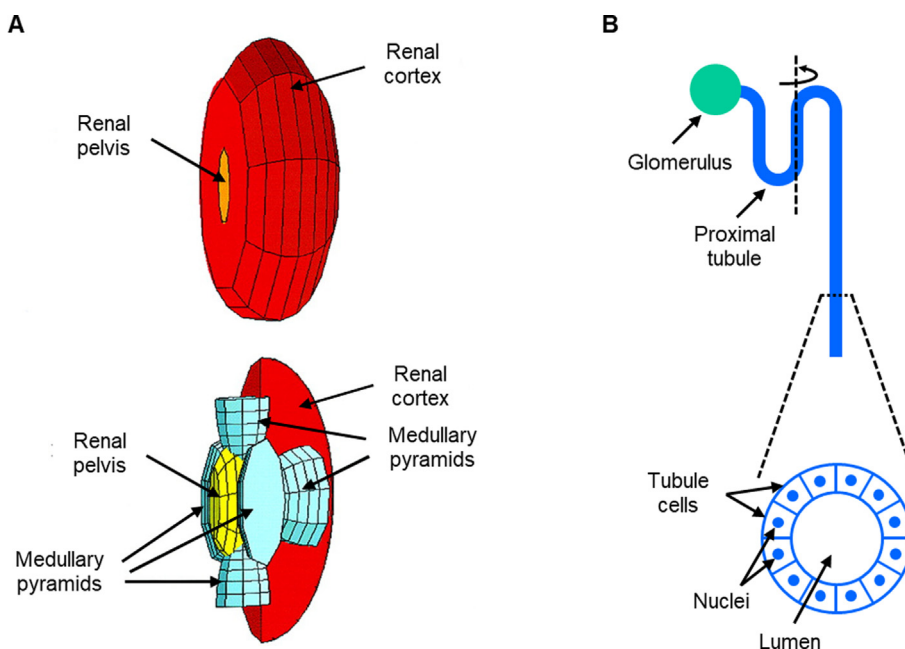 A
Renal
cortex
Renal
pelvis
Renal
cortex
Medullary
pyramids
Renal
pelvis
Medullary
pyramids
B
Glomerulus
Proximal
tubule
Tubule
cells
Nuclei
Lumen